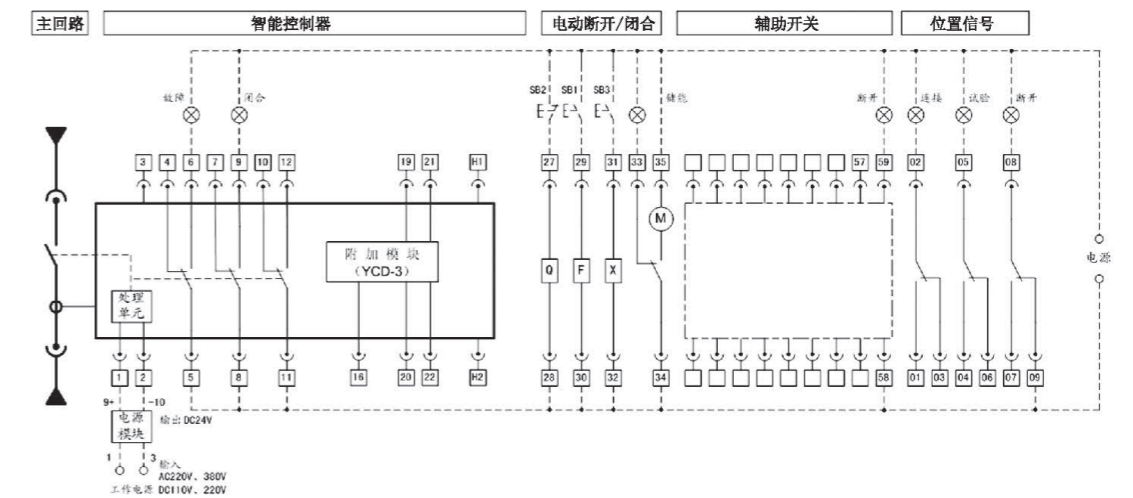 主回路 智能控制器 电动断开/闭合 辅助开关 位置信号
故障 闭合 SB2 SB1 SB3 储能 断开 连接 试验 断开
3 4 6 7 9 10 12 19 21 H1 27 29 31 33 35 57 59 02 05 08
M
附加模块
(YCD-3)
Q F X
电源
处理
单元
1 2 5 8 11 16 20 22 H2 28 30 32 34 58 01 03 04 06 07 09
9+ -10
电源
模块
输出DC24V
1 3
输入
AC220V、380V
工作电源 DC110V、220V